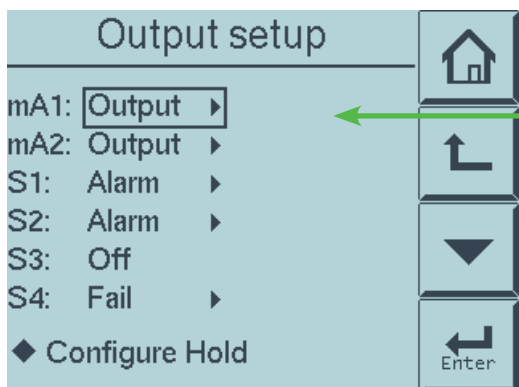 Output setup
mA1: Output
mA2: Output
S1: Alarm
S2: Alarm
S3: Off
S4: Fail
Configure Hold
Enter